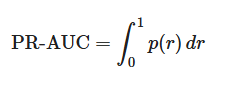 PR-AUC = ∫₀¹ p(r) dr